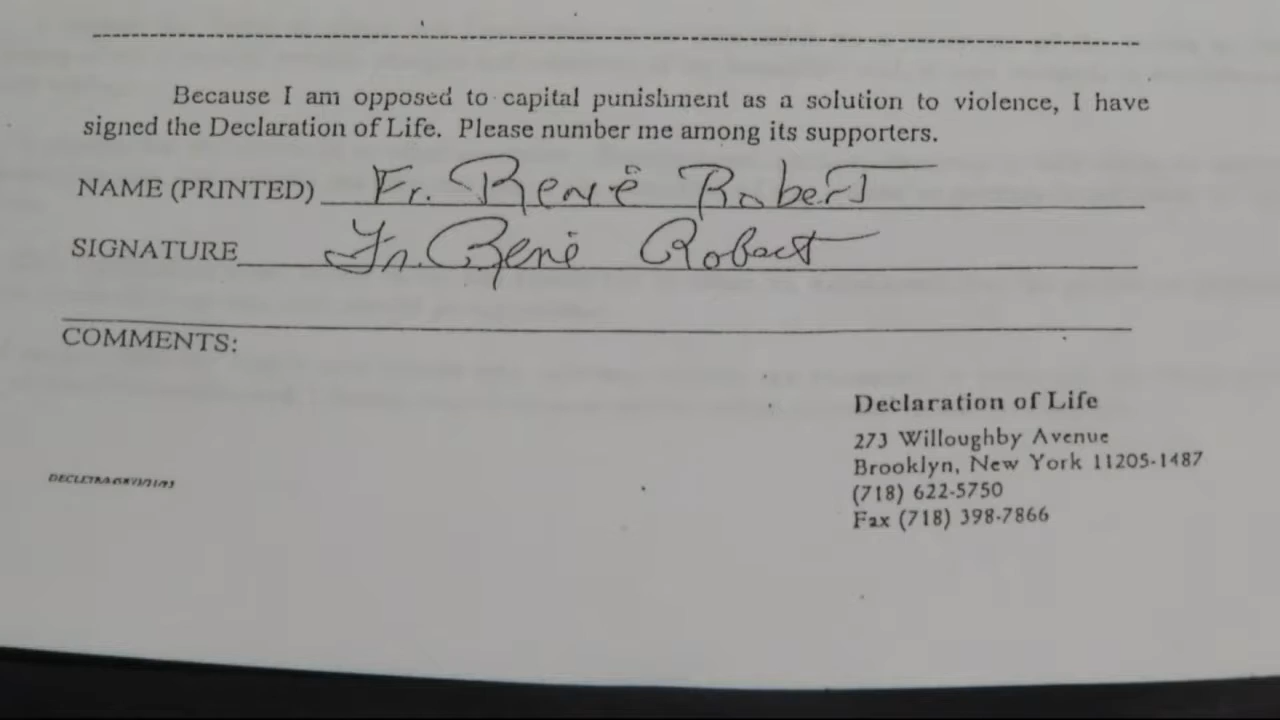 Because I am opposed to capital punishment as a solution to violence, I have
signed the Declaration of Life. Please number me among its supporters.
NAME (PRINTED) Fr. René Robert
SIGNATURE Fr. René Robert
COMMENTS:
Declaration of Life
273 Willoughby Avenue
Brooklyn, New York 11205-1487
(718) 622-5750
Fax (718) 398-7866